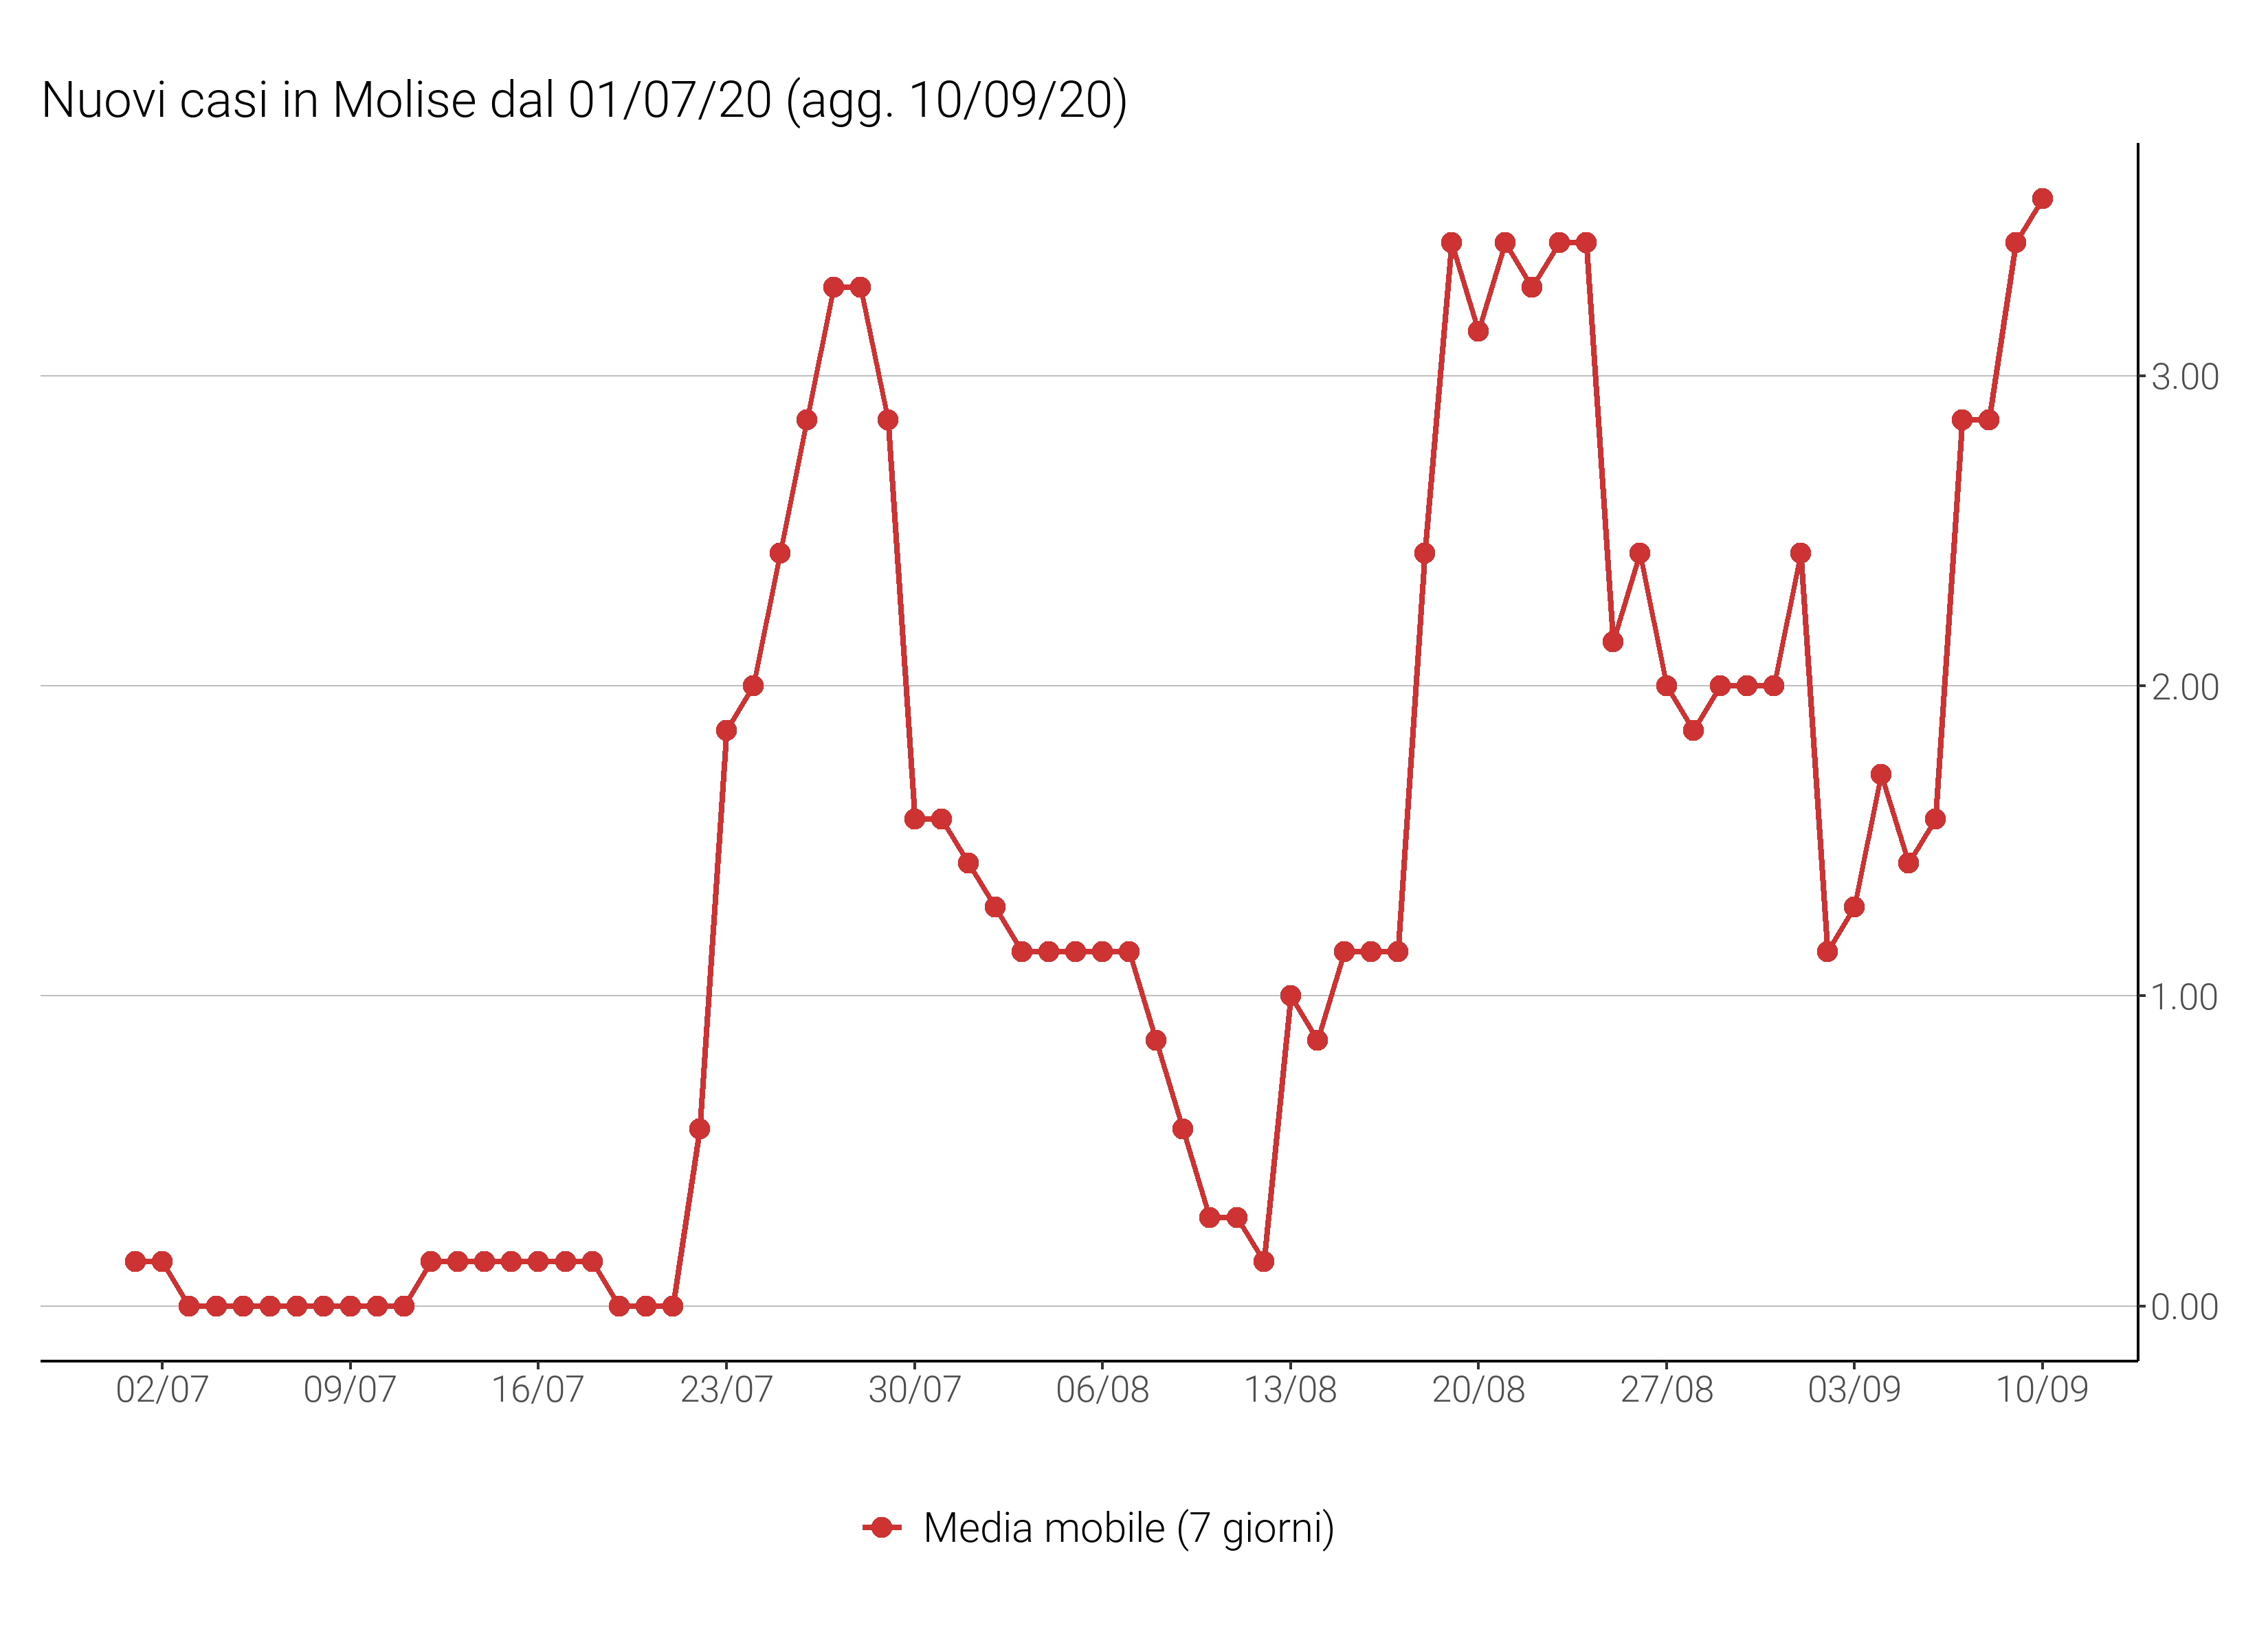 Nuovi casi in Molise dal 01/07/20 (agg. 10/09/20)
3.00
2.00
1.00
0.00
02/07 09/07 16/07 23/07 30/07 06/08 13/08 20/08 27/08 03/09 10/09
Media mobile (7 giorni)